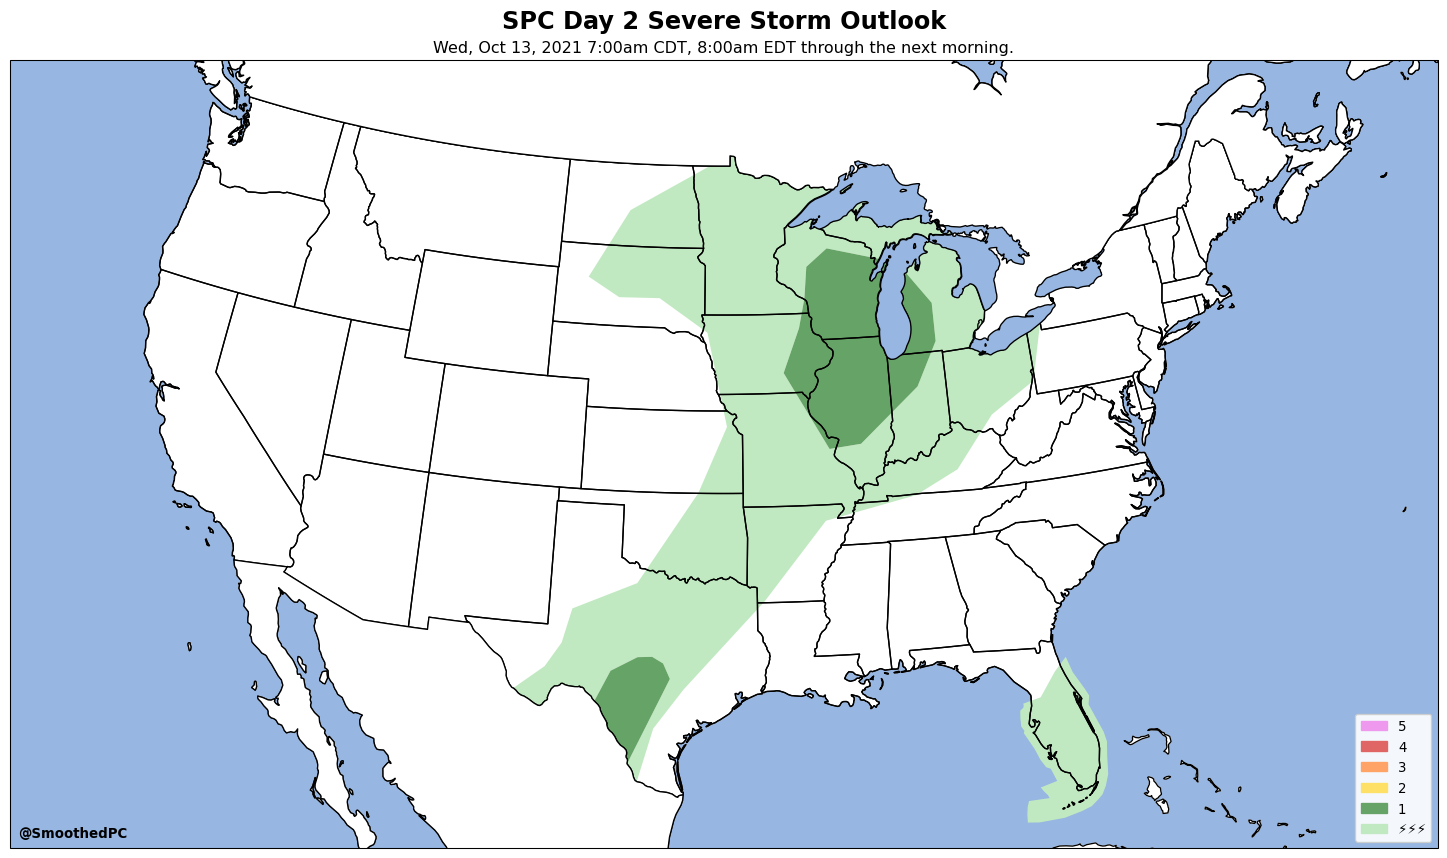 SPC Day 2 Severe Storm Outlook
Wed, Oct 13, 2021 7:00am CDT, 8:00am EDT through the next morning.
5
4
3
2
1
⚡⚡⚡
@SmoothedPC